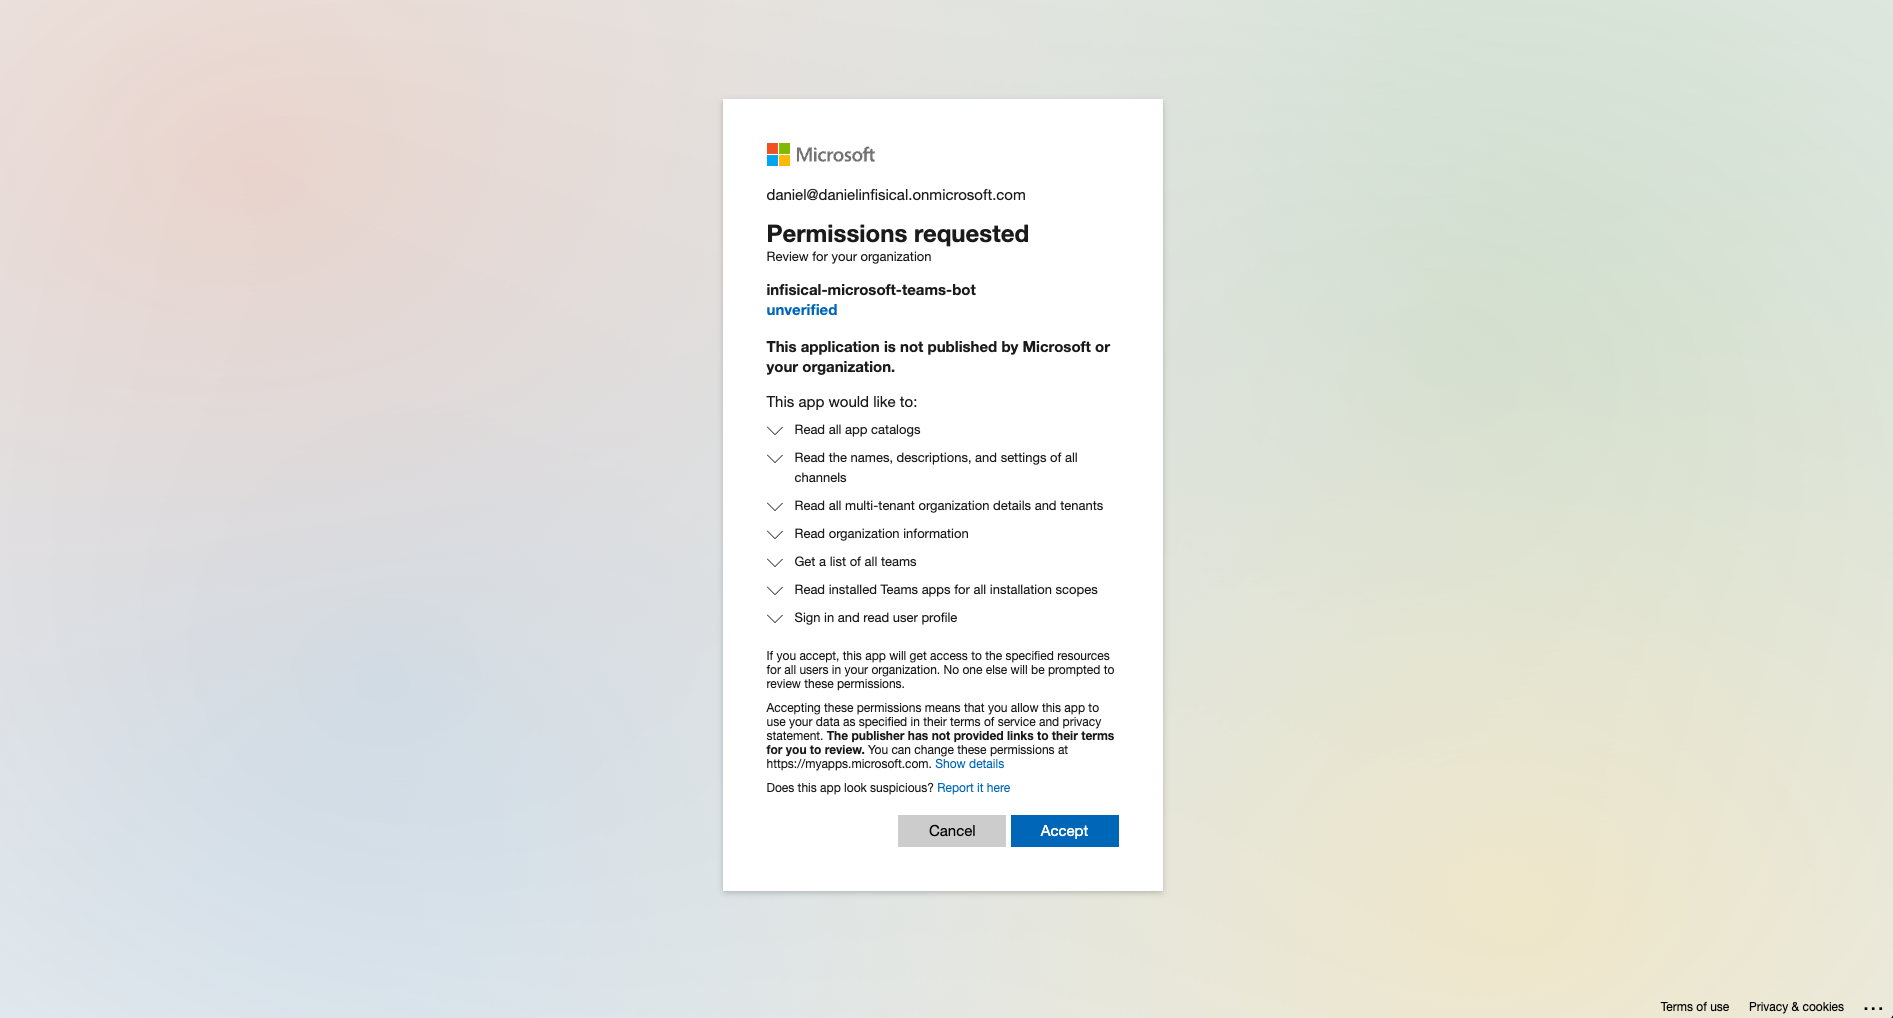 Microsoft
daniel@danielinfisical.onmicrosoft.com
Permissions requested
Review for your organization
infisical-microsoft-teams-bot
unverified
This application is not published by Microsoft or
your organization.
This app would like to:
Read all app catalogs
Read the names, descriptions, and settings of all
channels
Read all multi-tenant organization details and tenants
Read organization information
Get a list of all teams
Read installed Teams apps for all installation scopes
Sign in and read user profile
If you accept, this app will get access to the specified resources
for all users in your organization. No one else will be prompted to
review these permissions.
Accepting these permissions means that you allow this app to
use your data as specified in their terms of service and privacy
statement. The publisher has not provided links to their terms
for you to review. You can change these permissions at
https://myapps.microsoft.com. Show details
Does this app look suspicious? Report it here
Cancel Accept
Terms of use Privacy & cookies ...